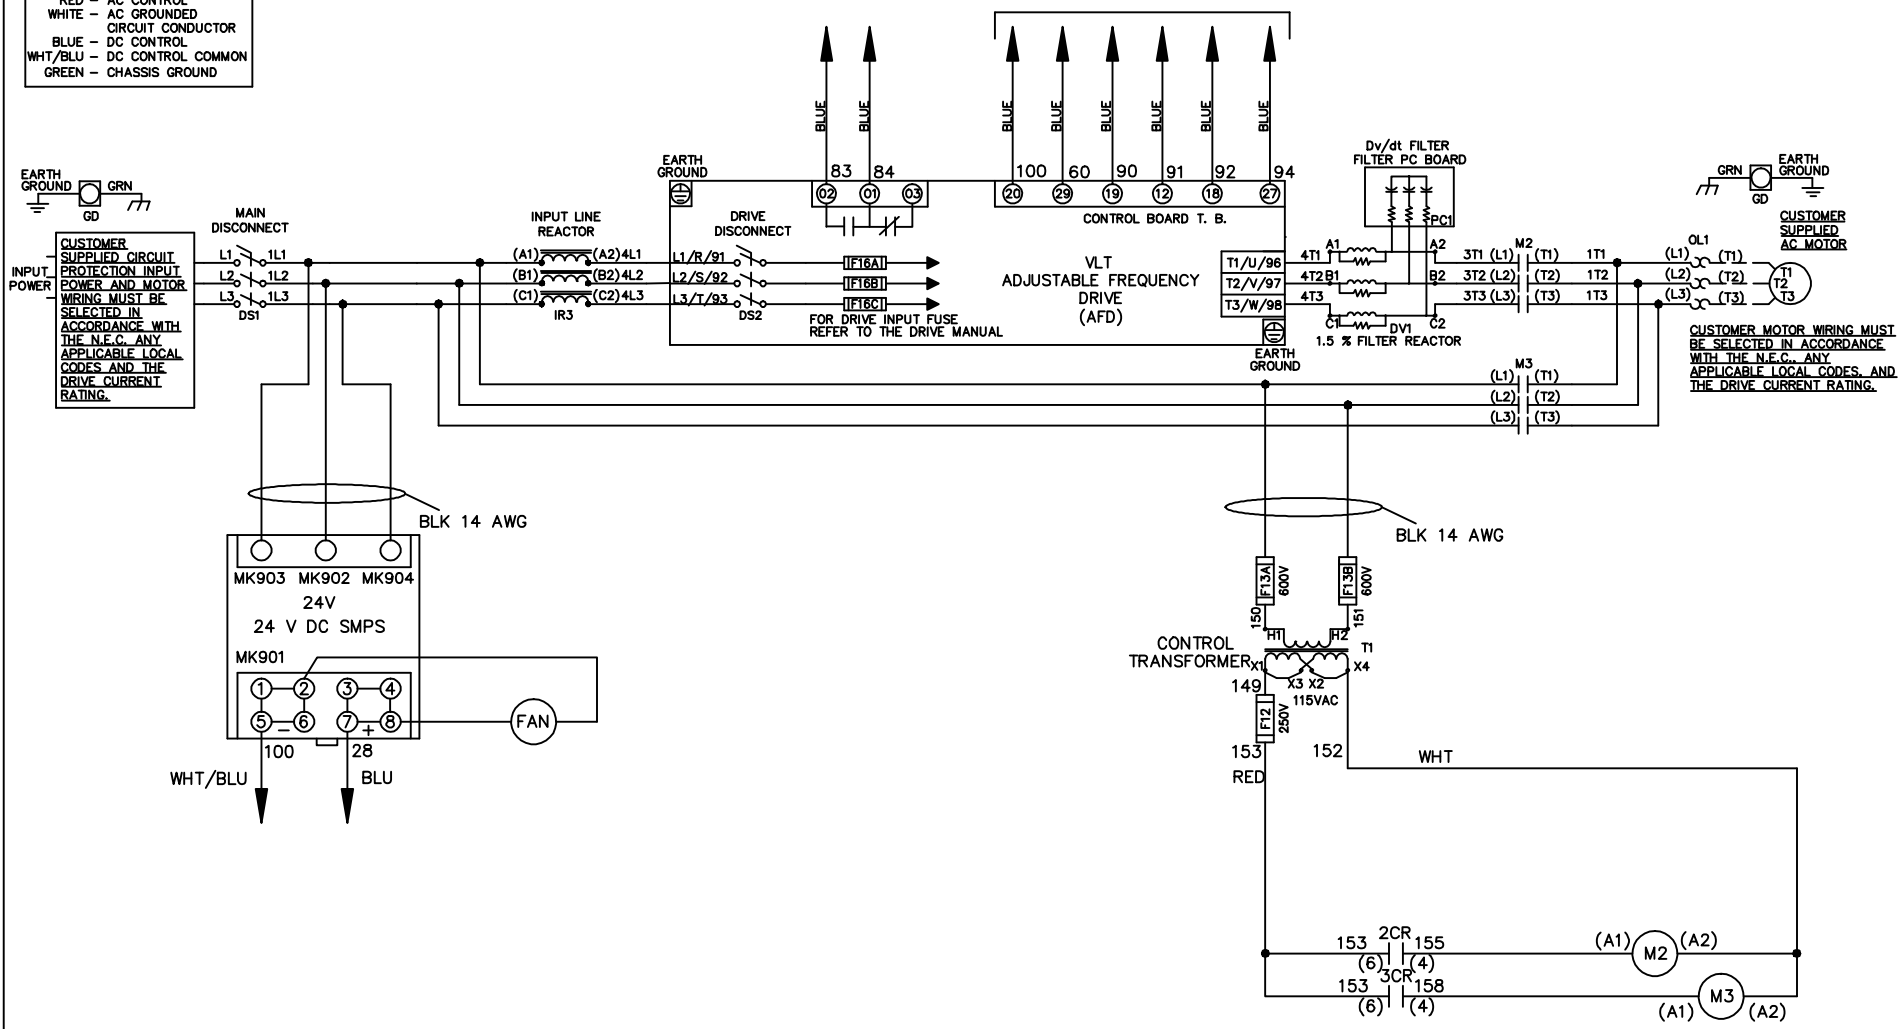 RED – AC CONTROL
WHITE – AC GROUNDED
CIRCUIT CONDUCTOR
BLUE – DC CONTROL
WHT/BLU – DC CONTROL COMMON
GREEN – CHASSIS GROUND
EARTH
GROUND
GRN
GD
CUSTOMER
SUPPLIED CIRCUIT
PROTECTION INPUT
POWER AND MOTOR
WIRING MUST BE
SELECTED IN
ACCORDANCE WITH
THE N.E.C. ANY
APPLICABLE LOCAL
CODES AND THE
DRIVE CURRENT
RATING.
INPUT
POWER
MAIN
DISCONNECT
L1 1L1
L2 1L2
L3 1L3
DS1
INPUT LINE
REACTOR
(A1) (A2) 4L1
(B1) (B2) 4L2
(C1) (C2) 4L3
IR3
EARTH
GROUND
L1/R/91
L2/S/92
L3/T/93
DRIVE
DISCONNECT
DS2
BLUE BLUE
83 84
02 01 03
F16A
F16B
F16C
FOR DRIVE INPUT FUSE
REFER TO THE DRIVE MANUAL
BLUE BLUE BLUE BLUE BLUE BLUE
100 60 90 91 92 94
20 29 19 12 18 27
CONTROL BOARD T. B.
VLT
ADJUSTABLE FREQUENCY
DRIVE
(AFD)
T1/U/96
T2/V/97
T3/W/98
EARTH
GROUND
4T1
4T2
4T3
Dv/dt FILTER
FILTER PC BOARD
PC1
A1 A2
B1 B2
C1 C2
DV1
1.5 % FILTER REACTOR
M2
3T1 (L1) (T1) 1T1
3T2 (L2) (T2) 1T2
3T3 (L3) (T3) 1T3
OL1
(L1) (T1)
(L2) (T2)
(L3) (T3)
T1
T2
T3
GRN
GD
EARTH
GROUND
CUSTOMER
SUPPLIED
AC MOTOR
CUSTOMER MOTOR WIRING MUST
BE SELECTED IN ACCORDANCE
WITH THE N.E.C., ANY
APPLICABLE LOCAL CODES, AND
THE DRIVE CURRENT RATING.
M3
(L1) (T1)
(L2) (T2)
(L3) (T3)
BLK 14 AWG
MK903 MK902 MK904
24V
24 V DC SMPS
MK901
1 2 3 4
5 – 6 7 + 8
FAN
100 28
WHT/BLU BLU
BLK 14 AWG
F13A 600V
F13B 600V
150 151
H1 H2
CONTROL
TRANSFORMER
T1
X1 X4
X3 X2
149
115VAC
F12 250V
153 152
RED
WHT
2CR
153 155
(6) (4)
(A1) M2 (A2)
3CR
153 158
(6) (4)
(A1) M3 (A2)